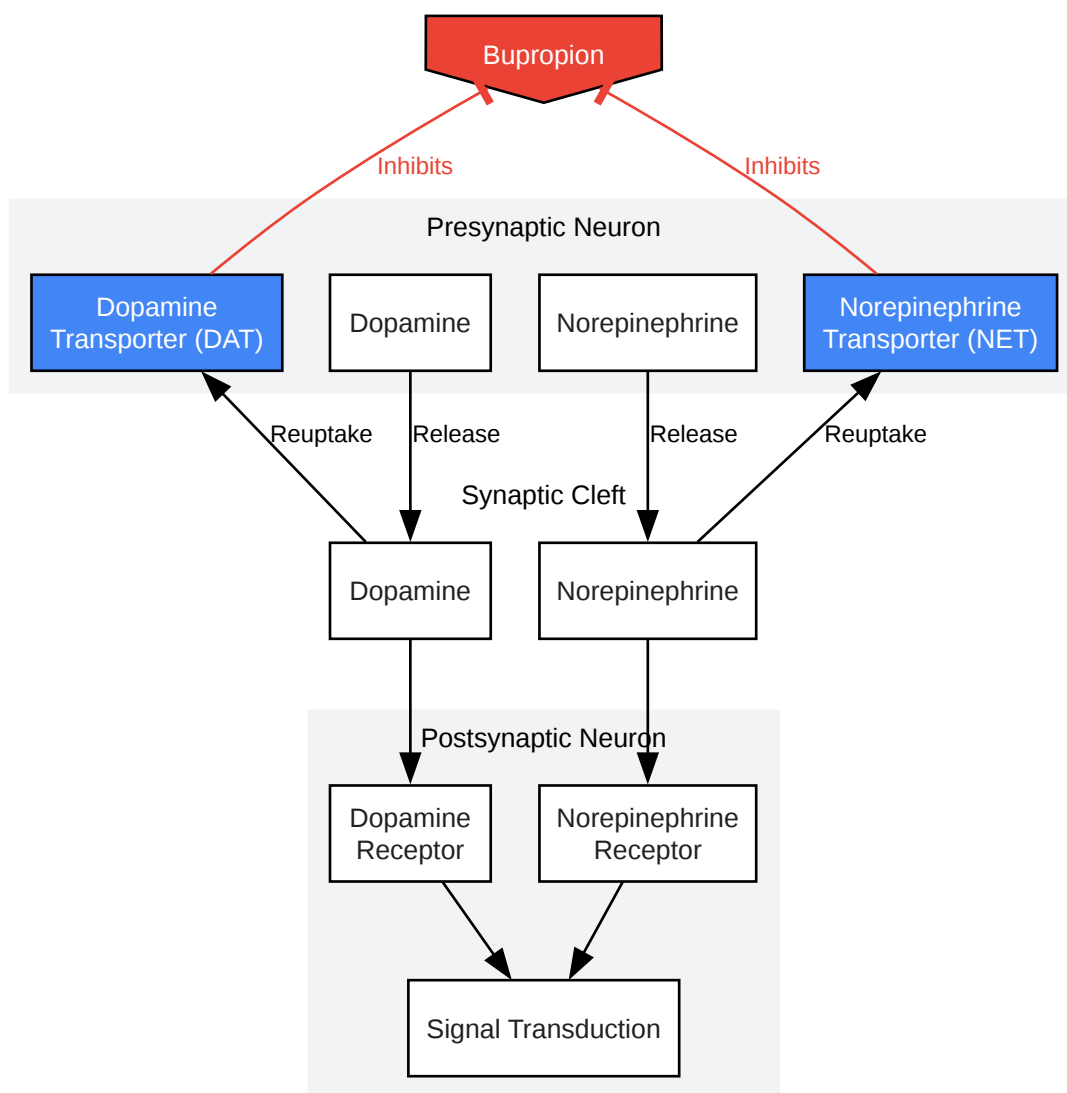 Bupropion
Inhibits
Inhibits
Presynaptic Neuron
Dopamine
Transporter (DAT)
Dopamine
Norepinephrine
Norepinephrine
Transporter (NET)
Reuptake
Release
Release
Reuptake
Synaptic Cleft
Dopamine
Norepinephrine
Postsynaptic Neuron
Dopamine
Receptor
Norepinephrine
Receptor
Signal Transduction